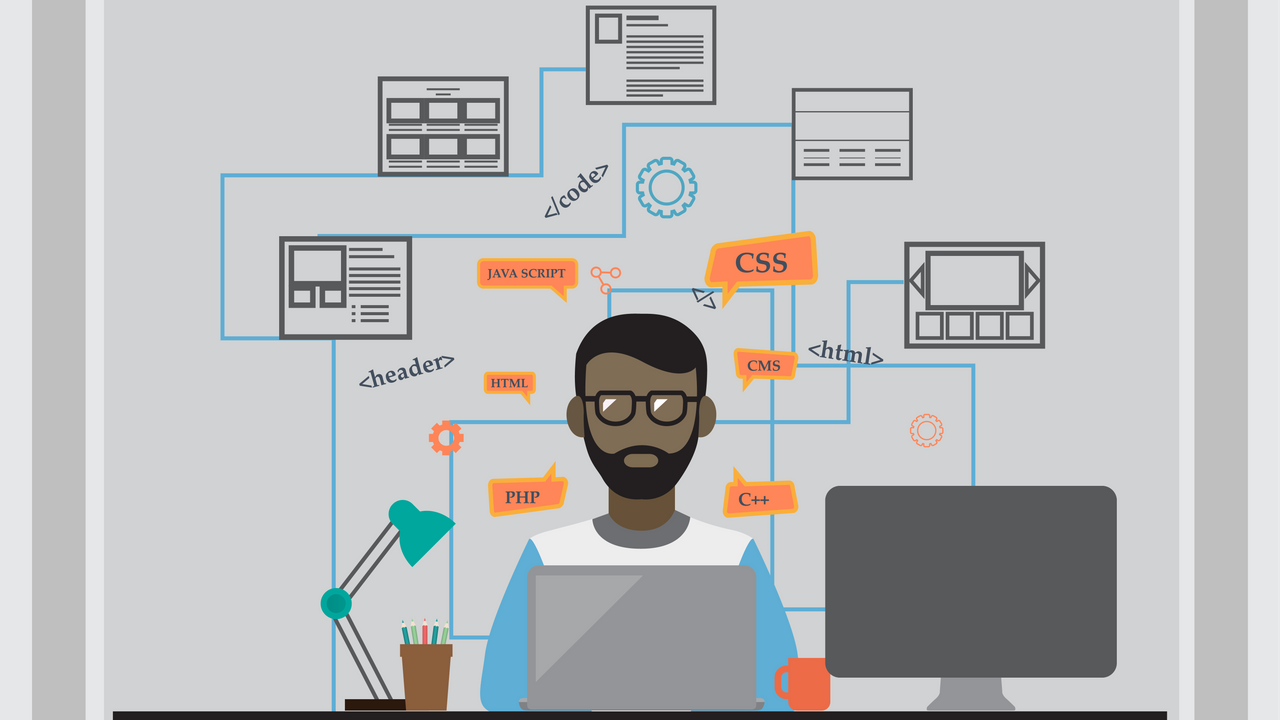 </code>
CSS
JAVA SCRIPT
</>
<html>
<header>
CMS
HTML
PHP
C++